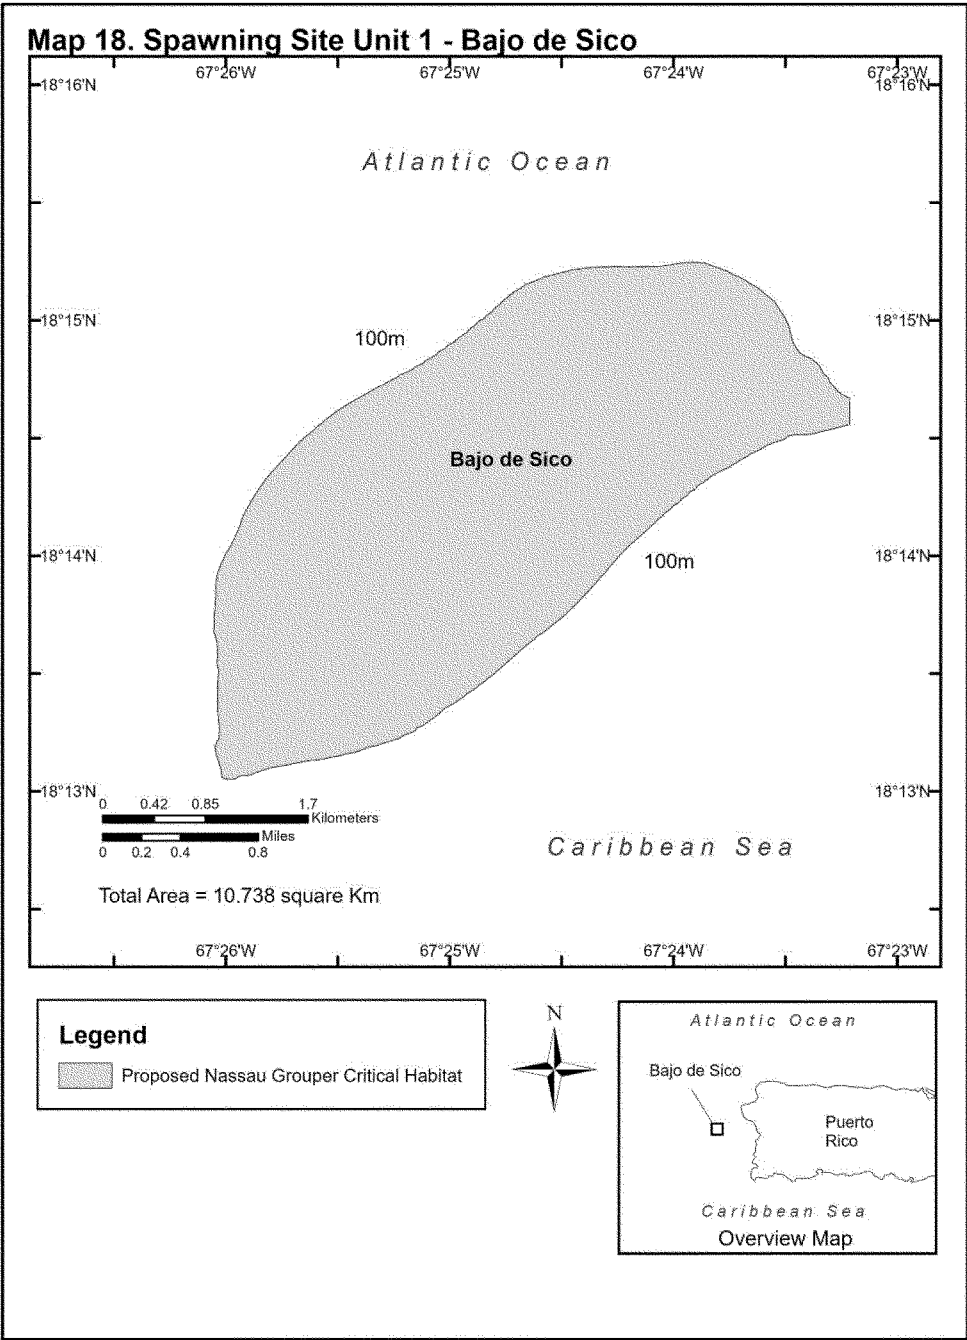 Map 18. Spawning Site Unit 1 - Bajo de Sico
67°26'W 67°25'W 67°24'W 67°23'W
18°16'N 18°16'N
Atlantic Ocean
18°15'N 18°15'N
100m
Bajo de Sico
18°14'N 18°14'N
100m
18°13'N 18°13'N
0 0.42 0.85 1.7
Kilometers
Miles
0 0.2 0.4 0.8
Caribbean Sea
Total Area = 10.738 square Km
67°26'W 67°25'W 67°24'W 67°23'W
Legend
Proposed Nassau Grouper Critical Habitat
N
Atlantic Ocean
Bajo de Sico
Puerto
Rico
Caribbean Sea
Overview Map